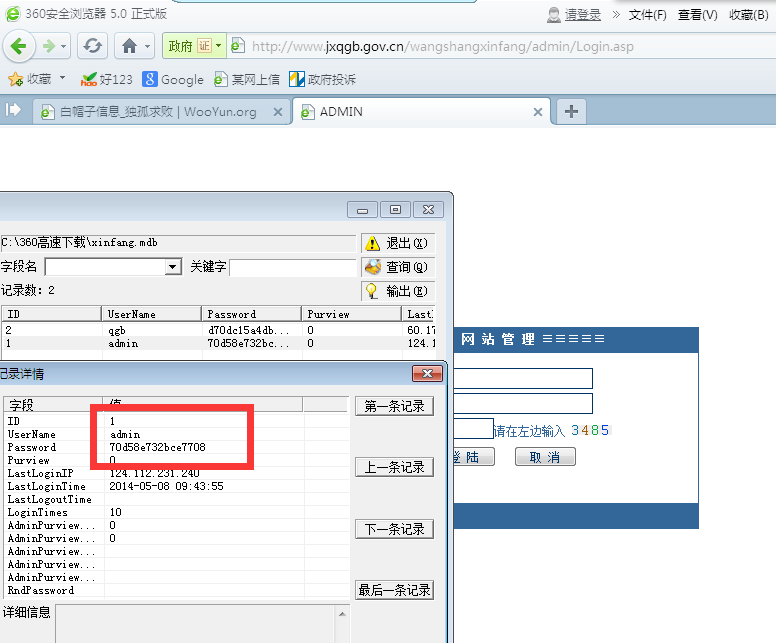 360安全浏览器 5.0 正式版
请登录 » 文件(F) 查看(V) 收藏(B)
政府 证 http://www.jxqgb.gov.cn/wangshangxinfang/admin/Login.asp
收藏 好123 Google 某网上信 政府投诉
白帽子信息_独孤求败 | WooYun.org ADMIN
C:\360高速下载\xinfang.mdb 退出(X)
字段名 关键字 查询(Q)
记录数: 2 输出(E)
ID UserName Password Purview Last
2 qgb d70dc15a4db... 0 60.17
1 admin 70d58e732bc... 0 124.1
网 站 管 理 ☰☰☰☰☰
请在左边输入 3485
登 陆 取 消
记录详情
字段 值 第一条记录
ID 1
UserName admin
Password 70d58e732bce7708
Purview 0
LastLoginIP 124.112.231.240 上一条记录
LastLoginTime 2014-05-08 09:43:55
LastLogoutTime
LoginTimes 10
AdminPurview... 0 下一条记录
AdminPurview... 0
AdminPurview...
AdminPurview...
AdminPurview...
RndPassword 最后一条记录
详细信息